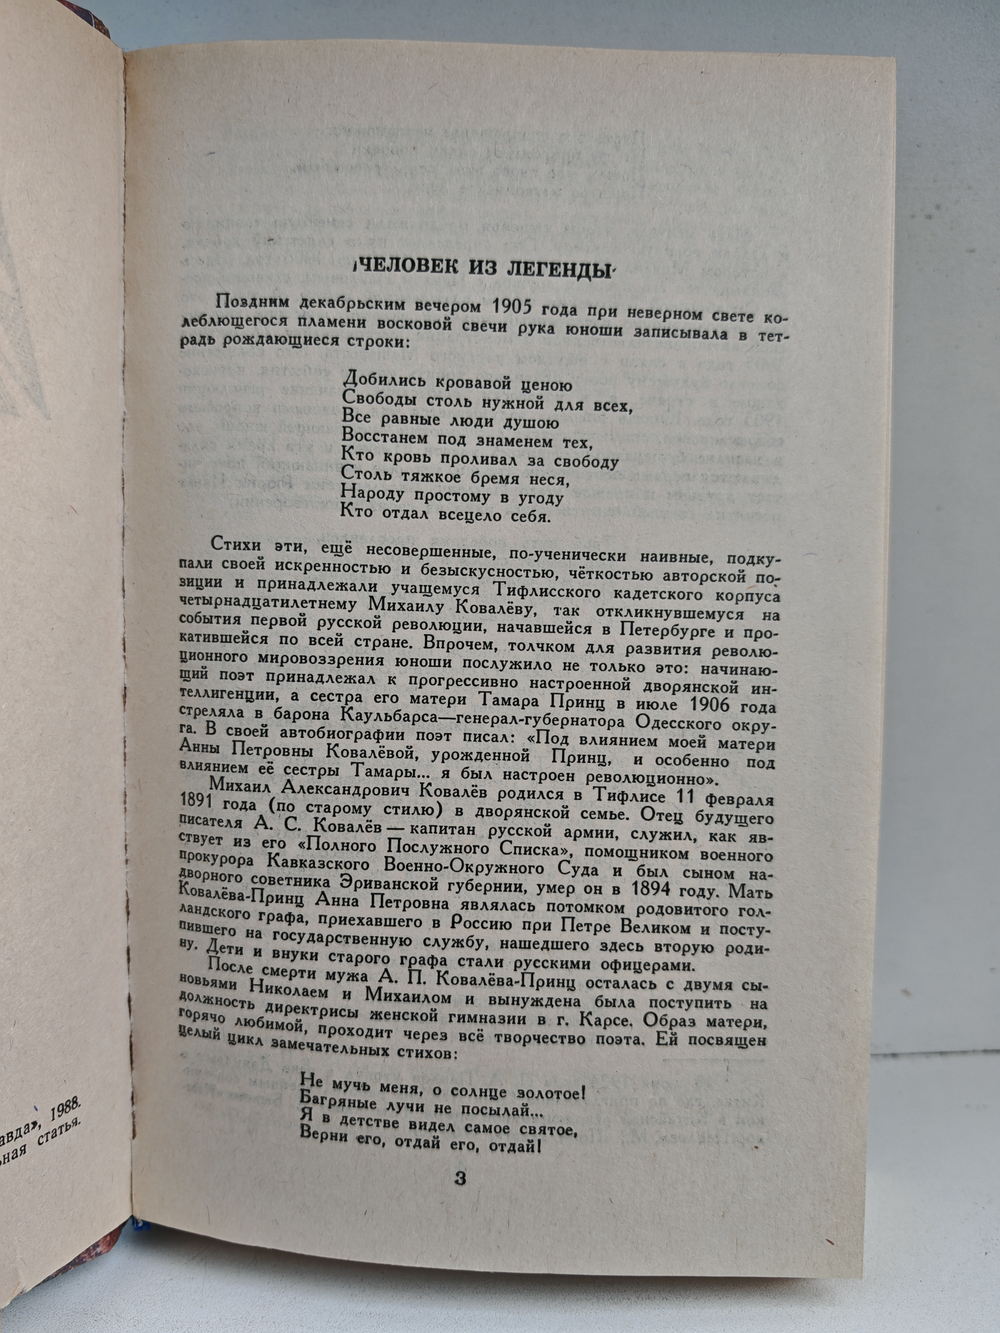 ЧЕЛОВЕК ИЗ ЛЕГЕНДЫ
Поздним декабрьским вечером 1905 года при неверном свете ко-
леблющегося пламени восковой свечи рука юноши записывала в тет-
радь рождающиеся строки:
Добились кровавой ценою
Свободы столь нужной для всех,
Все равные люди душою
Восстанем под знаменем тех,
Кто кровь проливал за свободу
Столь тяжкое бремя неся,
Народу простому в угоду
Кто отдал всецело себя.
Стихи эти, ещё несовершенные, по-ученически наивные, подку-
пали своей искренностью и безыскусностью, чёткостью авторской по-
зиции и принадлежали учащемуся Тифлисского кадетского корпуса
четырнадцатилетнему Михаилу Ковалёву, так откликнувшемуся на
события первой русской революции, начавшейся в Петербурге и про-
катившейся по всей стране. Впрочем, толчком для развития револю-
ционного мировоззрения юноши послужило не только это: начинаю-
щий поэт принадлежал к прогрессивно настроенной дворянской ин-
теллигенции, а сестра его матери Тамара Принц в июле 1906 года
стреляла в барона Каульбарса—генерал-губернатора Одесского окру-
га. В своей автобиографии поэт писал: «Под влиянием моей матери
Анны Петровны Ковалёвой, урожденной Принц, и особенно под
влиянием её сестры Тамары... я был настроен революционно».
Михаил Александрович Ковалёв родился в Тифлисе 11 февраля
1891 года (по старому стилю) в дворянской семье. Отец будущего
писателя А. С. Ковалёв — капитан русской армии, служил, как яв-
ствует из его «Полного Послужного Списка», помощником военного
прокурора Кавказского Военно-Окружного Суда и был сыном на-
дворного советника Эриванской губернии, умер он в 1894 году. Мать
Ковалёва-Принц Анна Петровна являлась потомком родовитого гол-
ландского графа, приехавшего в Россию при Петре Великом и посту-
пившего на государственную службу, нашедшего здесь вторую роди-
ну. Дети и внуки старого графа стали русскими офицерами.
После смерти мужа А. П. Ковалёва-Принц осталась с двумя сы-
новьями Николаем и Михаилом и вынуждена была поступить на
должность директрисы женской гимназии в г. Карсе. Образ матери,
горячо любимой, проходит через всё творчество поэта. Ей посвящен
целый цикл замечательных стихов:
Не мучь меня, о солнце золотое!
Багряные лучи не посылай...
Я в детстве видел самое святое,
Верни его, отдай его, отдай!
3
авда», 1988.
ная статья.